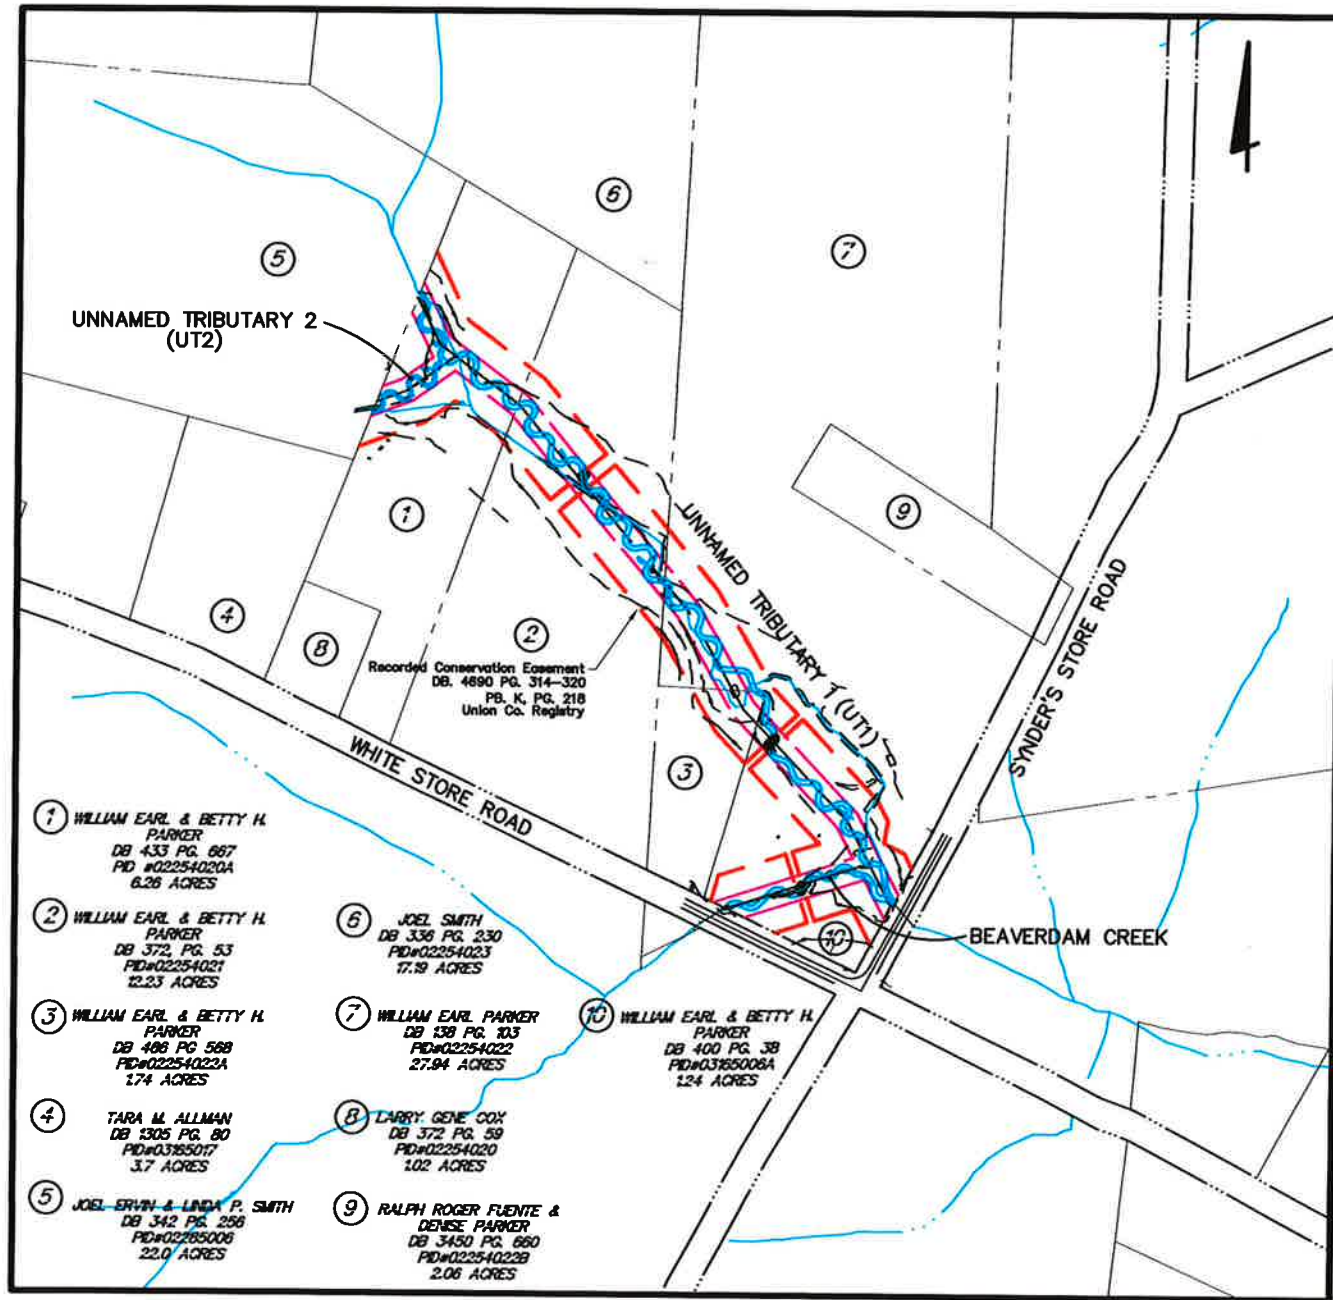 6
7
5
UNNAMED TRIBUTARY 2
(UT2)
9
1
UNNAMED TRIBUTARY 1 (UT1)
4
8
2
Recorded Conservation Easement
DB. 4690 PG. 314-320
PB. K, PG. 218
Union Co. Registry
SYNDER'S STORE ROAD
WHITE STORE ROAD
3
10
BEAVERDAM CREEK
1 WILLIAM EARL & BETTY H.
PARKER
DB 433 PG. 667
PID #02254020A
6.26 ACRES
2 WILLIAM EARL & BETTY H.
PARKER
DB 372, PG. 53
PID#02254021
12.23 ACRES
3 WILLIAM EARL & BETTY H.
PARKER
DB 486 PG 568
PID#02254022A
1.74 ACRES
4 TARA M. ALLMAN
DB 1305 PG. 80
PID#03165017
3.7 ACRES
5 JOEL ERVIN & LINDA P. SMITH
DB 342 PG. 256
PID#02265006
22.0 ACRES
6 JOEL SMITH
DB 336 PG. 230
PID#02254023
17.19 ACRES
7 WILLIAM EARL PARKER
DB 138 PG. 103
PID#02254022
27.94 ACRES
8 LARRY GENE COX
DB 372 PG. 59
PID#02254020
1.02 ACRES
9 RALPH ROGER FUENTE &
DENISE PARKER
DB 3450 PG. 660
PID#02254022B
2.06 ACRES
10 WILLIAM EARL & BETTY H.
PARKER
DB 400 PG. 38
PID#03165006A
1.24 ACRES